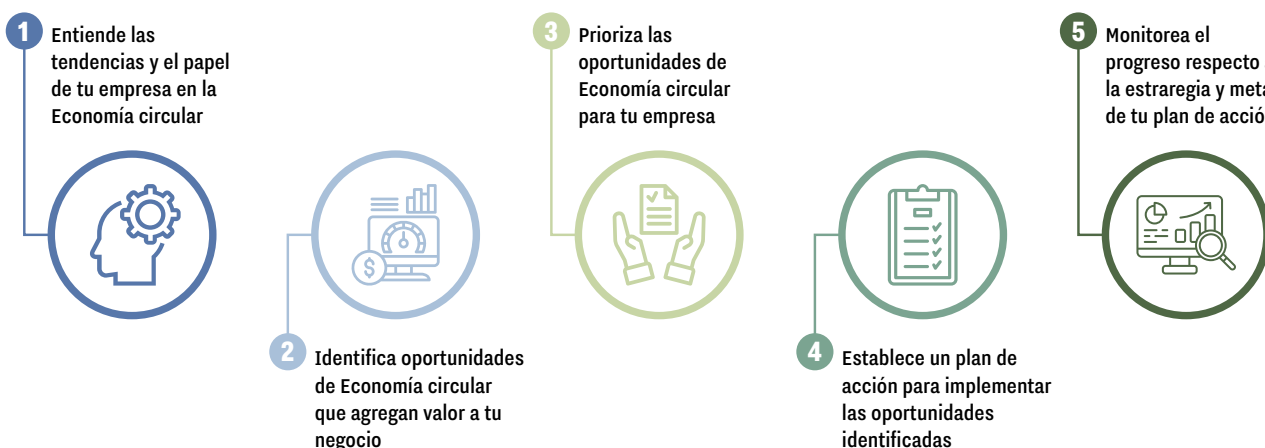 1
Entiende las
tendencias y el papel
de tu empresa en la
Economía circular
$
2
Identifica oportunidades
de Economía circular
que agregan valor a tu
negocio
3
Prioriza las
oportunidades de
Economía circular
para tu empresa
4
Establece un plan de
acción para implementar
las oportunidades
identificadas
5
Monitorea el
progreso respecto
la estraregia y meta
de tu plan de acció